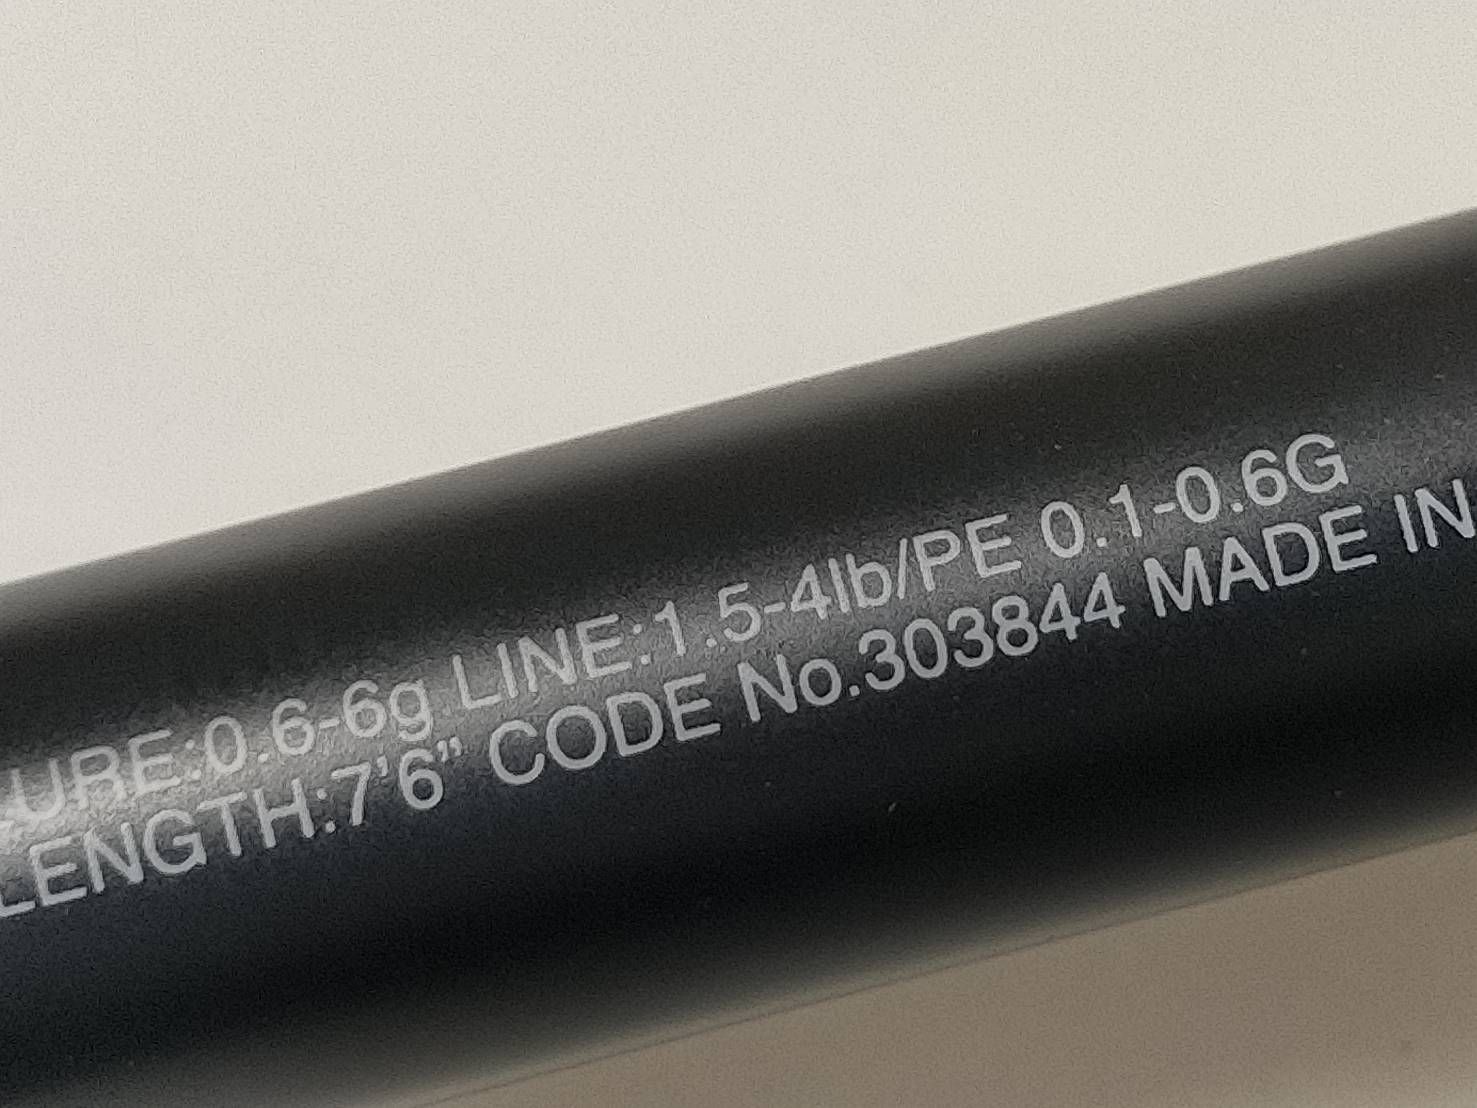 LURE:0.6-6g LINE:1.5-4lb/PE 0.1-0.6G
LENGTH:7'6” CODE No.303844 MADE IN